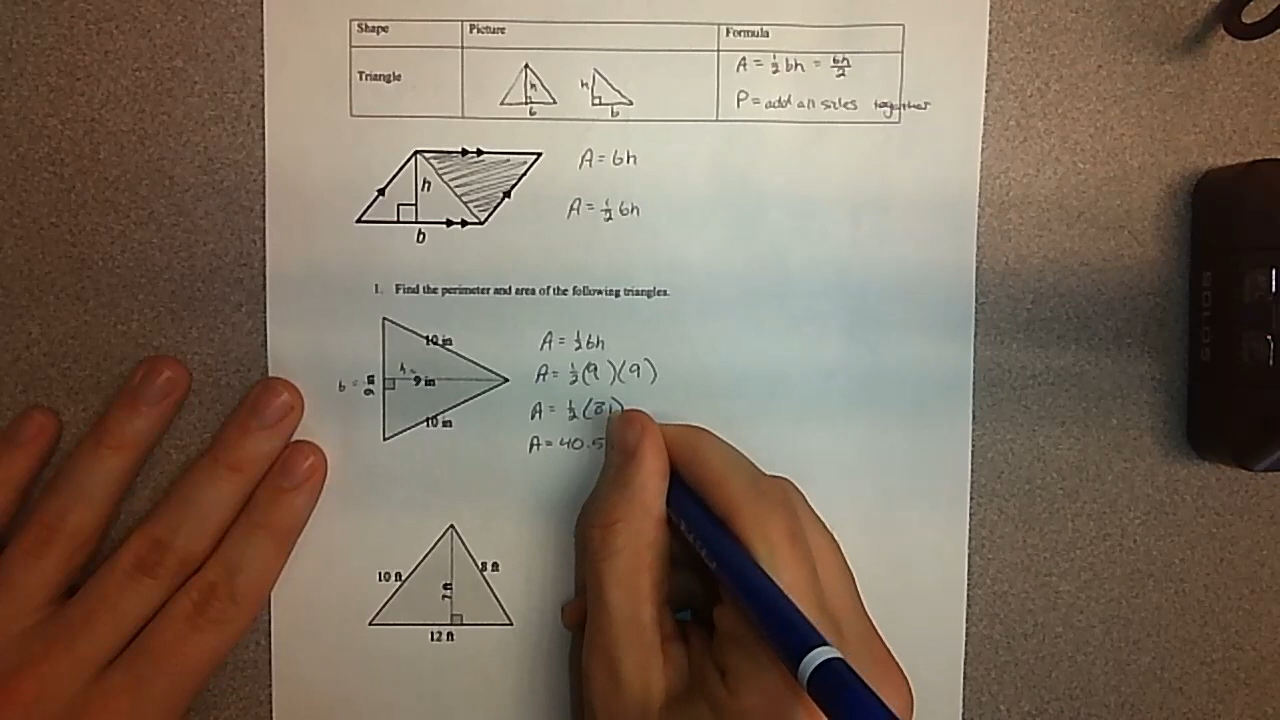 Shape Picture Formula
Triangle
h b
h b
A = 1/2 bh = bh/2
P = add all sides together
h
b
A = bh
A = 1/2 bh
1. Find the perimeter and area of the following triangles.
10 in
b = 9 in
h = 9 in
10 in
A = 1/2 bh
A = 1/2 (9)(9)
A = 1/2 (81)
A = 40.5
10 ft
8 ft
7 ft
12 ft
SOLOS